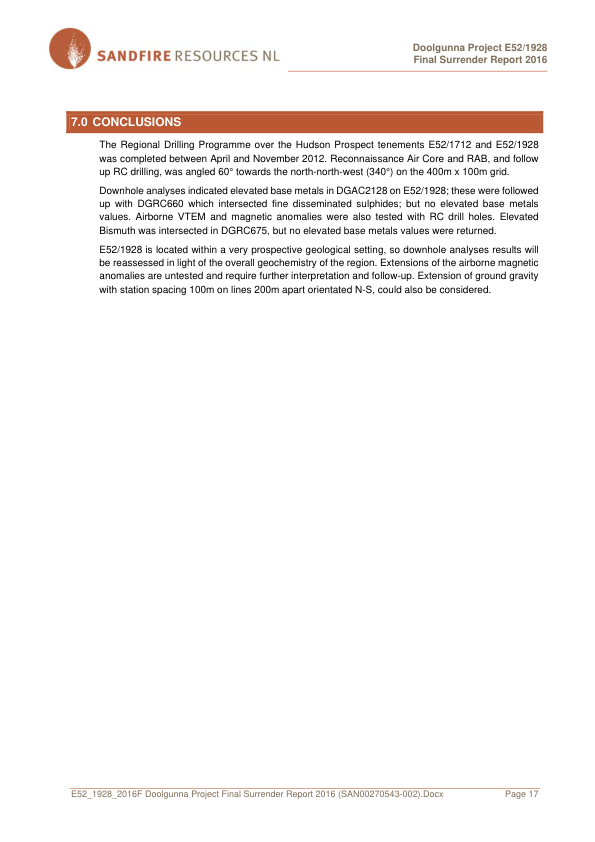 SANDFIRE RESOURCES NL
Doolgunna Project E52/1928
Final Surrender Report 2016
7.0 CONCLUSIONS
The Regional Drilling Programme over the Hudson Prospect tenements E52/1712 and E52/1928
was completed between April and November 2012. Reconnaissance Air Core and RAB, and follow
up RC drilling, was angled 60° towards the north-north-west (340°) on the 400m x 100m grid.
Downhole analyses indicated elevated base metals in DGAC2128 on E52/1928; these were followed
up with DGRC660 which intersected fine disseminated sulphides; but no elevated base metals
values. Airborne VTEM and magnetic anomalies were also tested with RC drill holes. Elevated
Bismuth was intersected in DGRC675, but no elevated base metals values were returned.
E52/1928 is located within a very prospective geological setting, so downhole analyses results will
be reassessed in light of the overall geochemistry of the region. Extensions of the airborne magnetic
anomalies are untested and require further interpretation and follow-up. Extension of ground gravity
with station spacing 100m on lines 200m apart orientated N-S, could also be considered.
E52_1928_2016F Doolgunna Project Final Surrender Report 2016 (SAN00270543-002).Docx Page 17